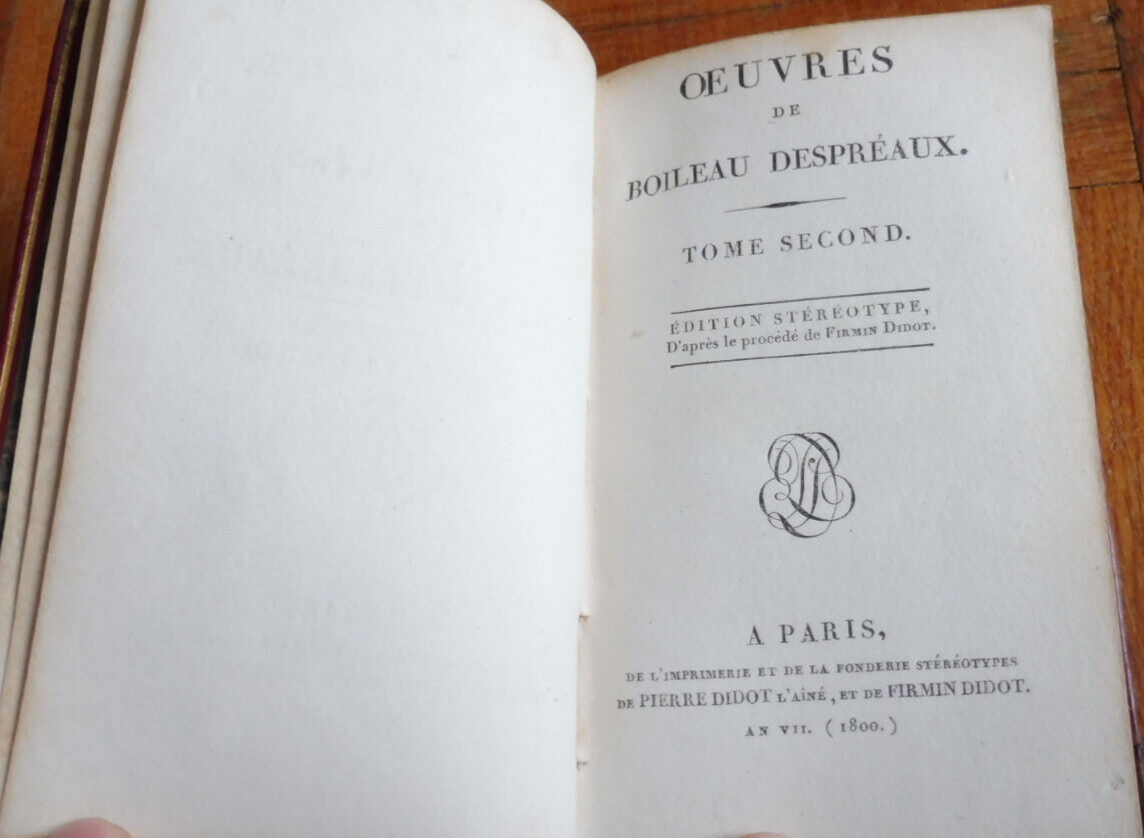 ŒUVRES
DE
BOILEAU DESPRÉAUX.
TOME SECOND.
ÉDITION STÉRÉOTYPE,
D'après le procédé de FIRMIN DIDOT.
A PARIS,
DE L'IMPRIMERIE ET DE LA FONDERIE STÉRÉOTYPES
DE PIERRE DIDOT L'AÎNÉ, ET DE FIRMIN DIDOT.
AN VII. (1800.)